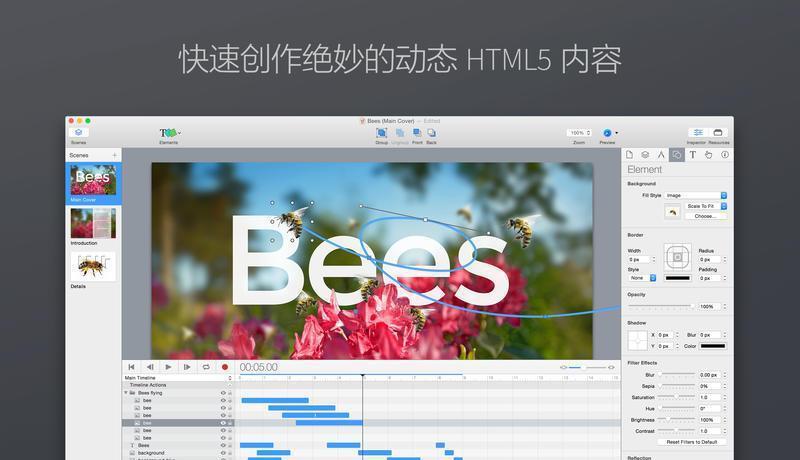 快速创作绝妙的动态 HTML5 内容
Bees (Main Cover) — Edited
Scenes
Elements
Group
Ungroup
Front
Back
100%
Zoom
Preview
Inspector
Resources
Scenes +
Bees
Main Cover
Introduction
Details
Bees
Element
Background
Fill Style Image
Scale To Fit
Choose...
Border
Width
Radius
0 px
0 px
Style
Padding
None
0 px
Opacity
100%
Shadow
X 0 px Blur 0 px
Y 0 px Color
Filter Effects
Blur 0.00 px
Sepia 0%
Saturation 1.0
Hue 0°
Brightness 100%
Contrast 1.0
Reset Filters to Default
Reflection
00:05.00
Main Timeline
Timeline Actions
Bees flying
bee
bee
bee
bee
bee
bee
Bees
background